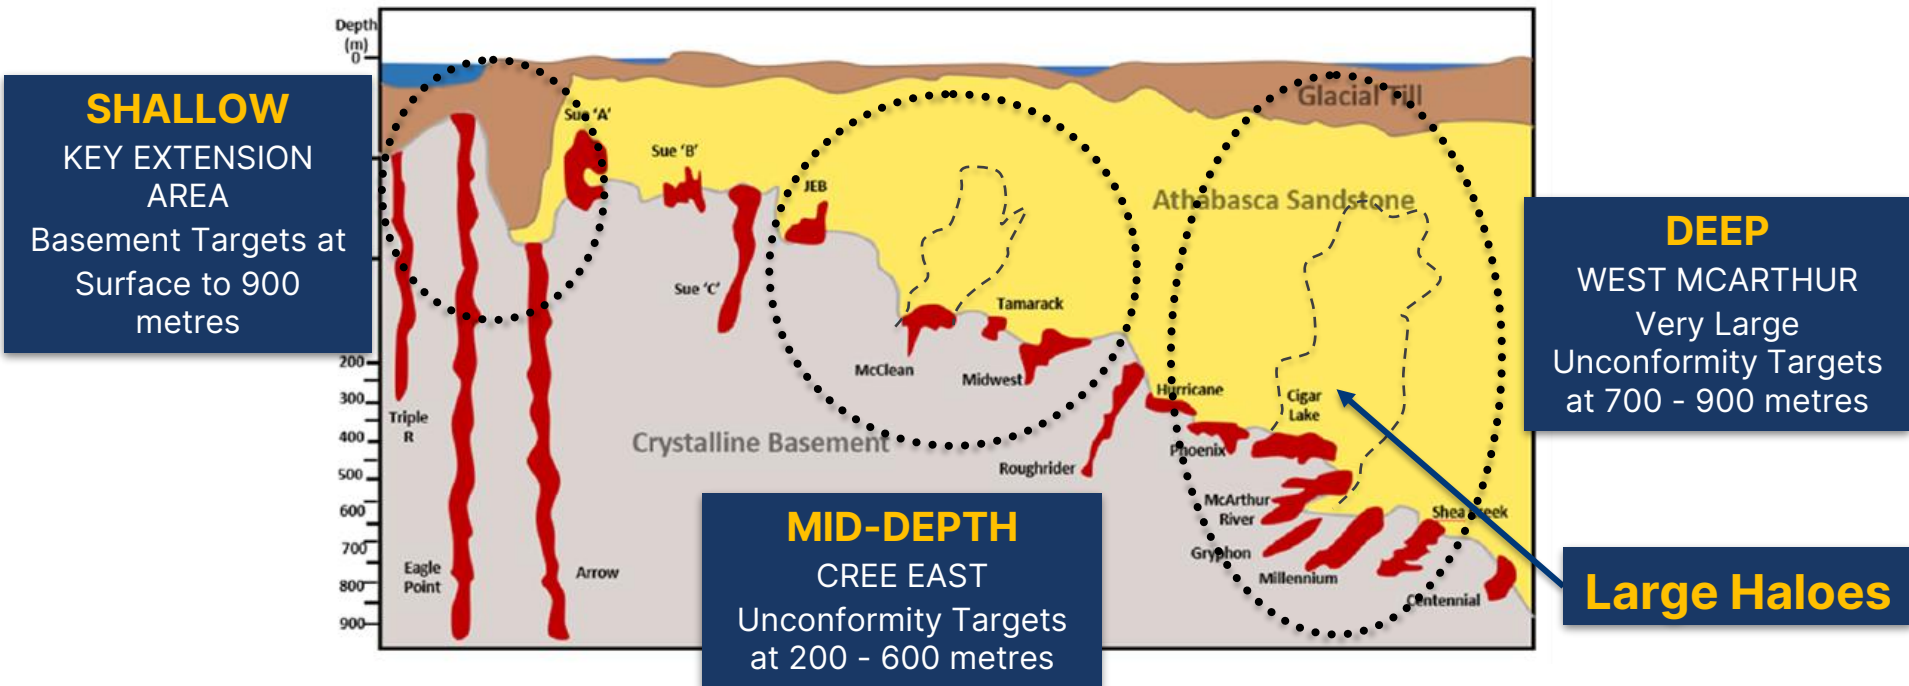 Depth
(m)
0
200
300
400
500
600
700
800
900
SHALLOW
KEY EXTENSION
AREA
Basement Targets at
Surface to 900
metres
Glacial Till
Sue 'A'
Sue 'B'
JEB
Athabasca Sandstone
Sue 'C'
Tamarack
McClean
Midwest
Hurricane
Cigar
Lake
Triple
R
Crystalline Basement
Phoenix
Roughrider
McArthur
River
Shea Creek
Gryphon
Millennium
Centennial
Eagle
Point
Arrow
DEEP
WEST MCARTHUR
Very Large
Unconformity Targets
at 700 - 900 metres
MID-DEPTH
CREE EAST
Unconformity Targets
at 200 - 600 metres
Large Haloes